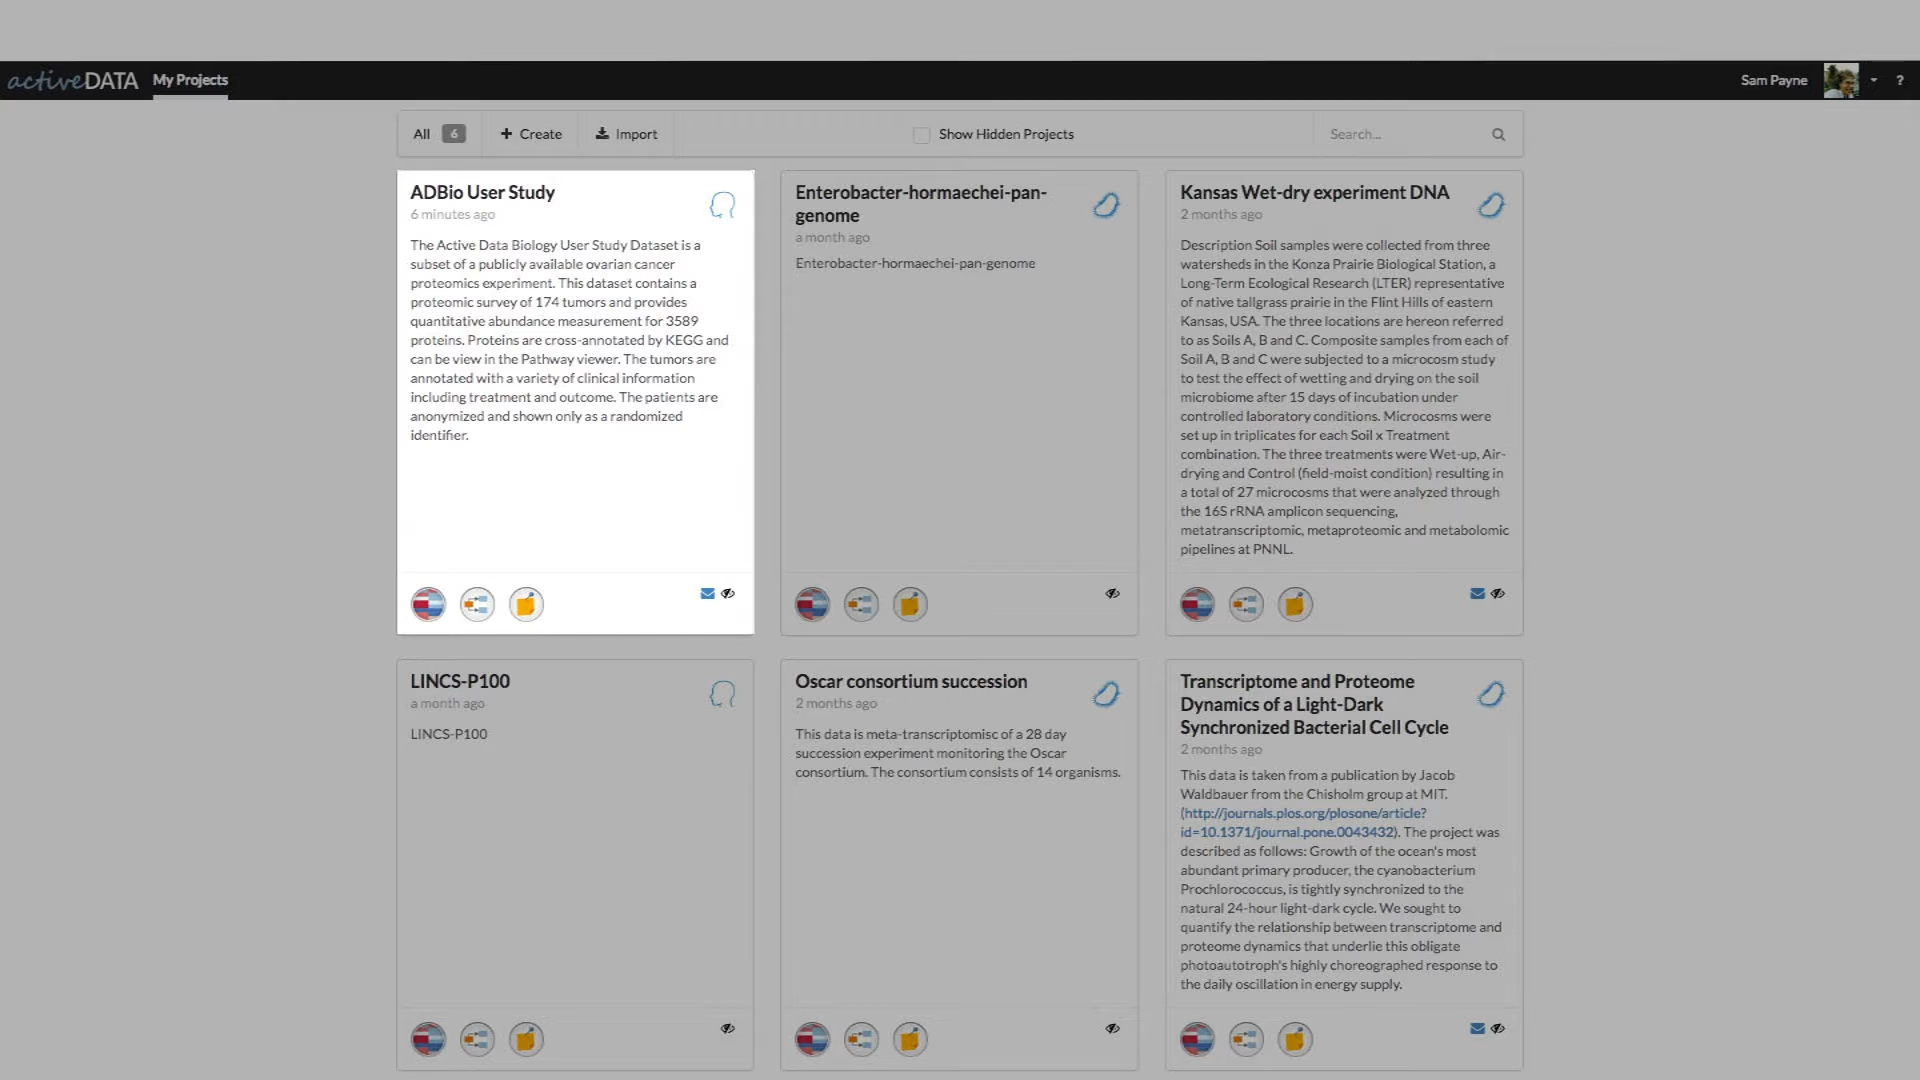 activeDATA My Projects Sam Payne ?
All 6 Create Import Show Hidden Projects Search...
ADBio User Study
6 minutes ago
The Active Data Biology User Study Dataset is a
subset of a publicly available ovarian cancer
proteomics experiment. This dataset contains a
proteomic survey of 174 tumors and provides
quantitative abundance measurement for 3589
proteins. Proteins are cross-annotated by KEGG and
can be view in the Pathway viewer. The tumors are
annotated with a variety of clinical information
including treatment and outcome. The patients are
anonymized and shown only as a randomized
identifier.
Enterobacter-hormaechei-pan-
genome
a month ago
Enterobacter-hormaechei-pan-genome
Kansas Wet-dry experiment DNA
2 months ago
Description Soil samples were collected from three
watersheds in the Konza Prairie Biological Station, a
Long-Term Ecological Research (LTER) representative
of native tallgrass prairie in the Flint Hills of eastern
Kansas, USA. The three locations are hereon referred
to as Soils A, B and C. Composite samples from each of
Soil A, B and C were subjected to a microcosm study
to test the effect of wetting and drying on the soil
microbiome after 15 days of incubation under
controlled laboratory conditions. Microcosms were
set up in triplicates for each Soil x Treatment
combination. The three treatments were Wet-up, Air-
drying and Control (field-moist condition) resulting in
a total of 27 microcosms that were analyzed through
the 16S rRNA amplicon sequencing,
metatranscriptomic, metaproteomic and metabolomic
pipelines at PNNL.
LINCS-P100
a month ago
LINCS-P100
Oscar consortium succession
2 months ago
This data is meta-transcriptomisc of a 28 day
succession experiment monitoring the Oscar
consortium. The consortium consists of 14 organisms.
Transcriptome and Proteome
Dynamics of a Light-Dark
Synchronized Bacterial Cell Cycle
2 months ago
This data is taken from a publication by Jacob
Waldbauer from the Chisholm group at MIT.
(http://journals.plos.org/plosone/article?
id=10.1371/journal.pone.0043432). The project was
described as follows: Growth of the ocean's most
abundant primary producer, the cyanobacterium
Prochlorococcus, is tightly synchronized to the
natural 24-hour light-dark cycle. We sought to
quantify the relationship between transcriptome and
proteome dynamics that underlie this obligate
photoautotroph's highly choreographed response to
the daily oscillation in energy supply.